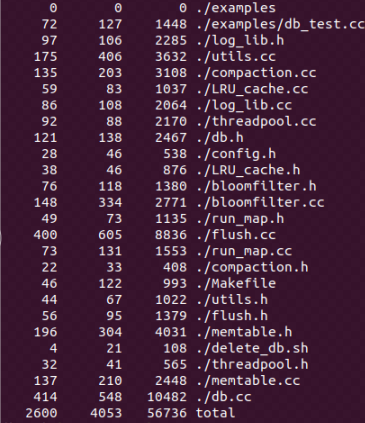 0 0 0 ./examples
72 127 1448 ./examples/db_test.cc
97 106 2285 ./log_lib.h
175 406 3632 ./utils.cc
135 203 3108 ./compaction.cc
59 83 1037 ./LRU_cache.cc
86 108 2064 ./log_lib.cc
92 88 2170 ./threadpool.cc
121 138 2467 ./db.h
28 46 538 ./config.h
38 46 876 ./LRU_cache.h
76 118 1380 ./bloomfilter.h
148 334 2771 ./bloomfilter.cc
49 73 1135 ./run_map.h
400 605 8836 ./flush.cc
73 131 1553 ./run_map.cc
22 33 408 ./compaction.h
46 122 993 ./Makefile
44 67 1022 ./utils.h
56 95 1379 ./flush.h
196 304 4031 ./memtable.h
4 21 108 ./delete_db.sh
32 41 565 ./threadpool.h
137 210 2448 ./memtable.cc
414 548 10482 ./db.cc
2600 4053 56736 total